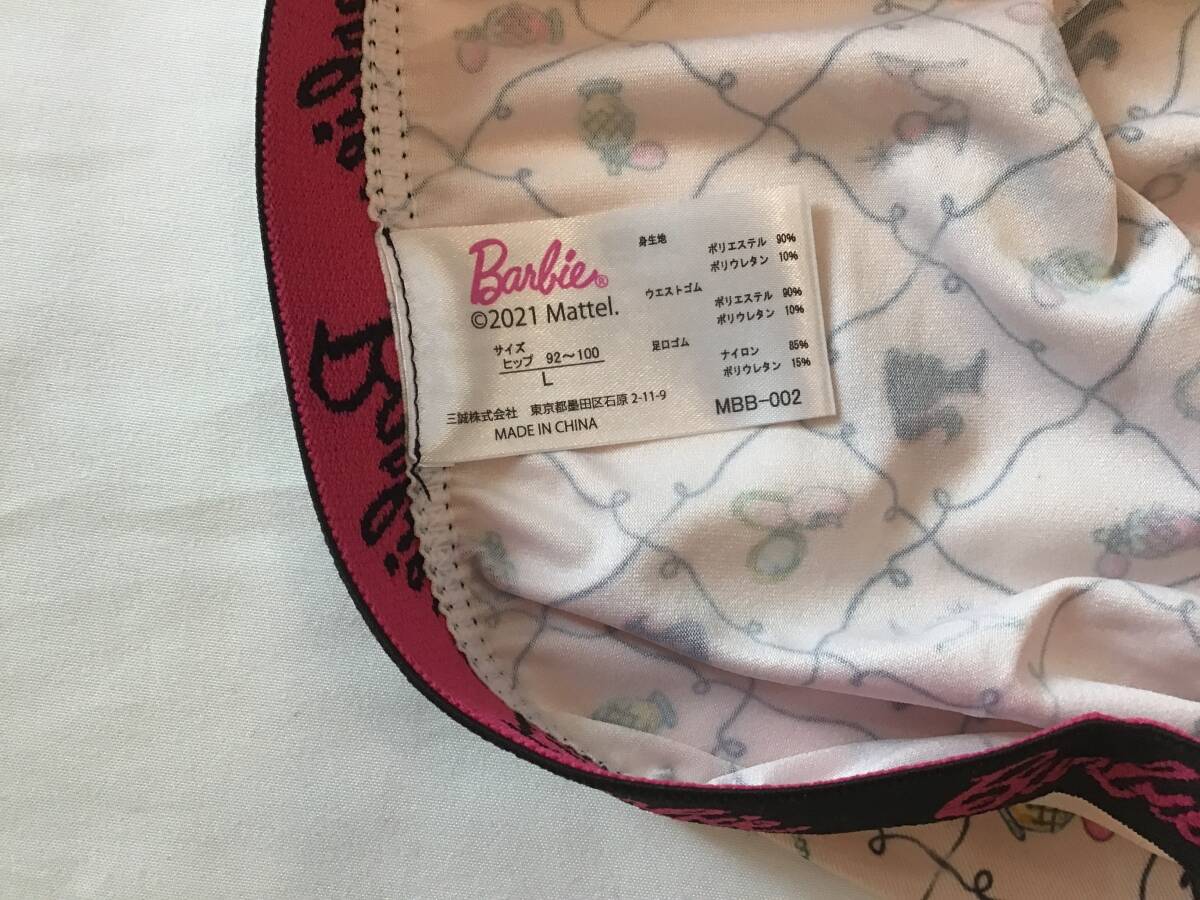 Barbie®
©2021 Mattel.
サイズ
ヒップ 92～100
L
三誠株式会社 東京都墨田区石原 2-11-9
MADE IN CHINA
身生地
ポリエステル 90%
ポリウレタン 10%
ウエストゴム
ポリエステル 90%
ポリウレタン 10%
足口ゴム
ナイロン 85%
ポリウレタン 15%
MBB-002
Barbie